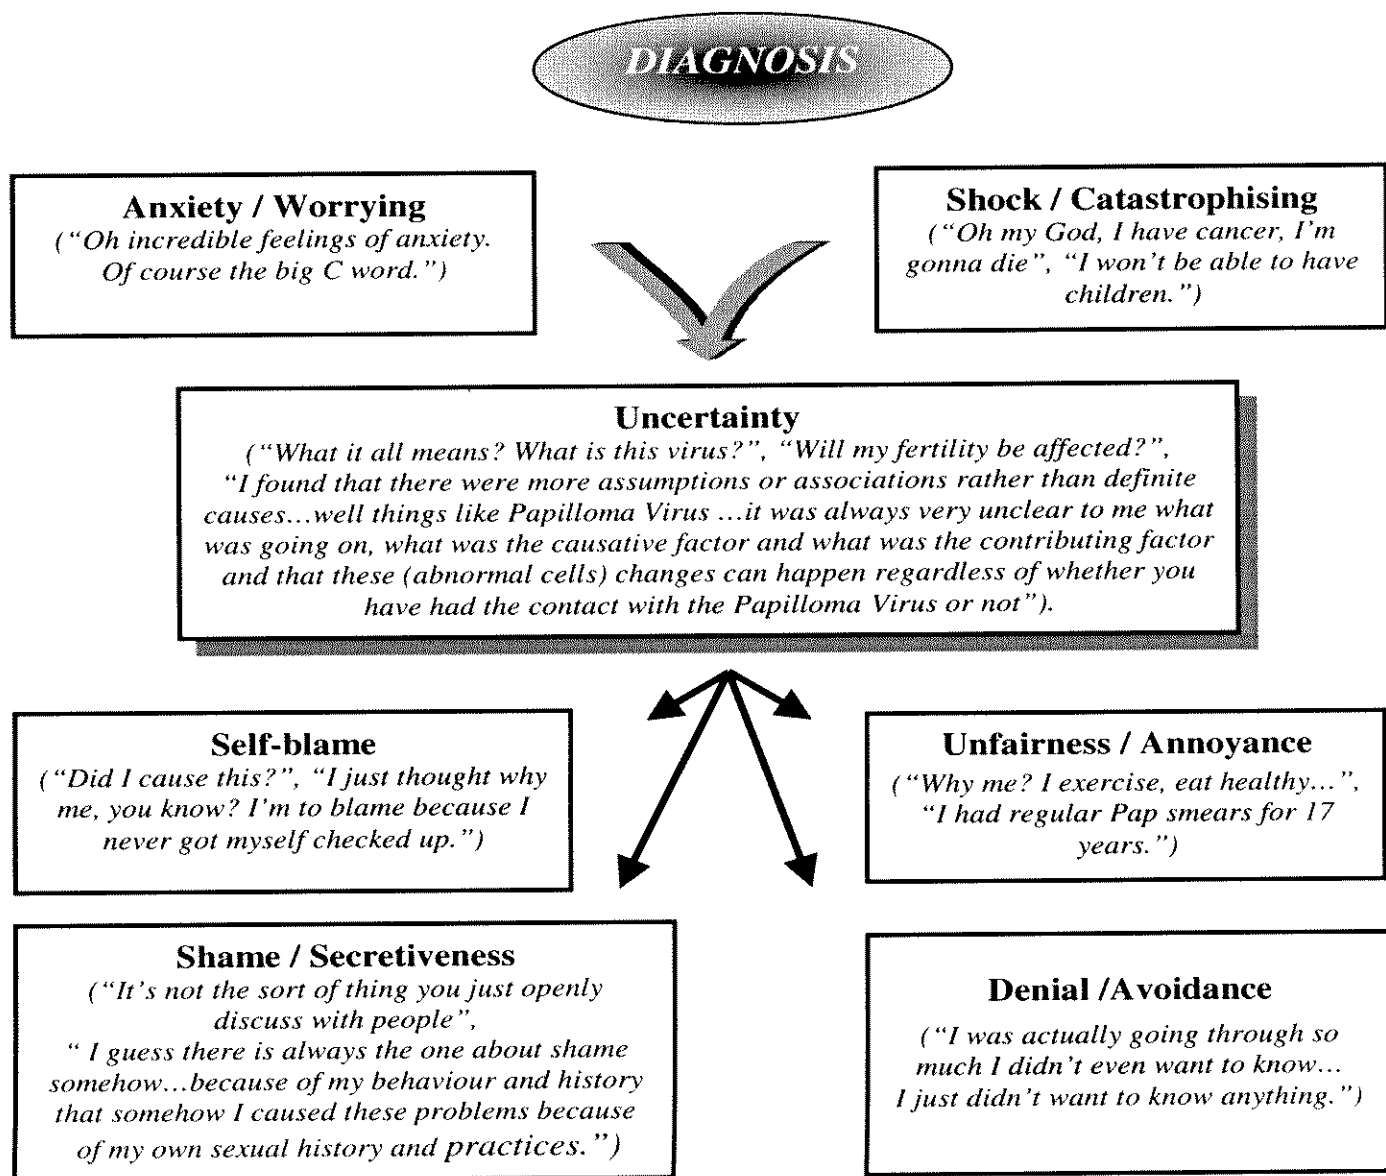 DIAGNOSIS
Anxiety / Worrying
(“Oh incredible feelings of anxiety.
Of course the big C word.”)
Shock / Catastrophising
(“Oh my God, I have cancer, I’m
gonna die”, “I won’t be able to have
children.”)
Uncertainty
(“What it all means? What is this virus?”, “Will my fertility be affected?”,
“I found that there were more assumptions or associations rather than definite
causes…well things like Papilloma Virus …it was always very unclear to me what
was going on, what was the causative factor and what was the contributing factor
and that these (abnormal cells) changes can happen regardless of whether you
have had the contact with the Papilloma Virus or not”).
Self-blame
(“Did I cause this?”, “I just thought why
me, you know? I’m to blame because I
never got myself checked up.”)
Unfairness / Annoyance
(“Why me? I exercise, eat healthy…”,
“I had regular Pap smears for 17
years.”)
Shame / Secretiveness
(“It’s not the sort of thing you just openly
discuss with people”,
“ I guess there is always the one about shame
somehow…because of my behaviour and history
that somehow I caused these problems because
of my own sexual history and practices.”)
Denial /Avoidance
(“I was actually going through so
much I didn’t even want to know…
I just didn’t want to know anything.”)